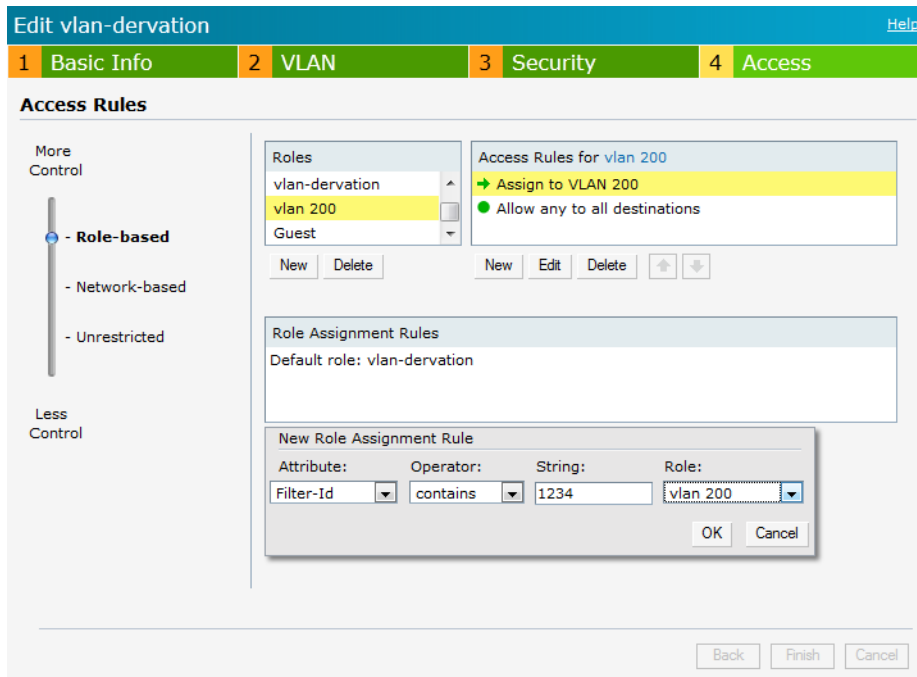 Edit vlan-dervation
Help
1 Basic Info
2 VLAN
3 Security
4 Access
Access Rules
More
Control
- Role-based
- Network-based
- Unrestricted
Less
Control
Roles
vlan-dervation
vlan 200
Guest
New Delete
Access Rules for vlan 200
Assign to VLAN 200
Allow any to all destinations
New Edit Delete
Role Assignment Rules
Default role: vlan-dervation
New Role Assignment Rule
Attribute: Operator: String: Role:
Filter-Id contains 1234 vlan 200
OK Cancel
Back Finish Cancel